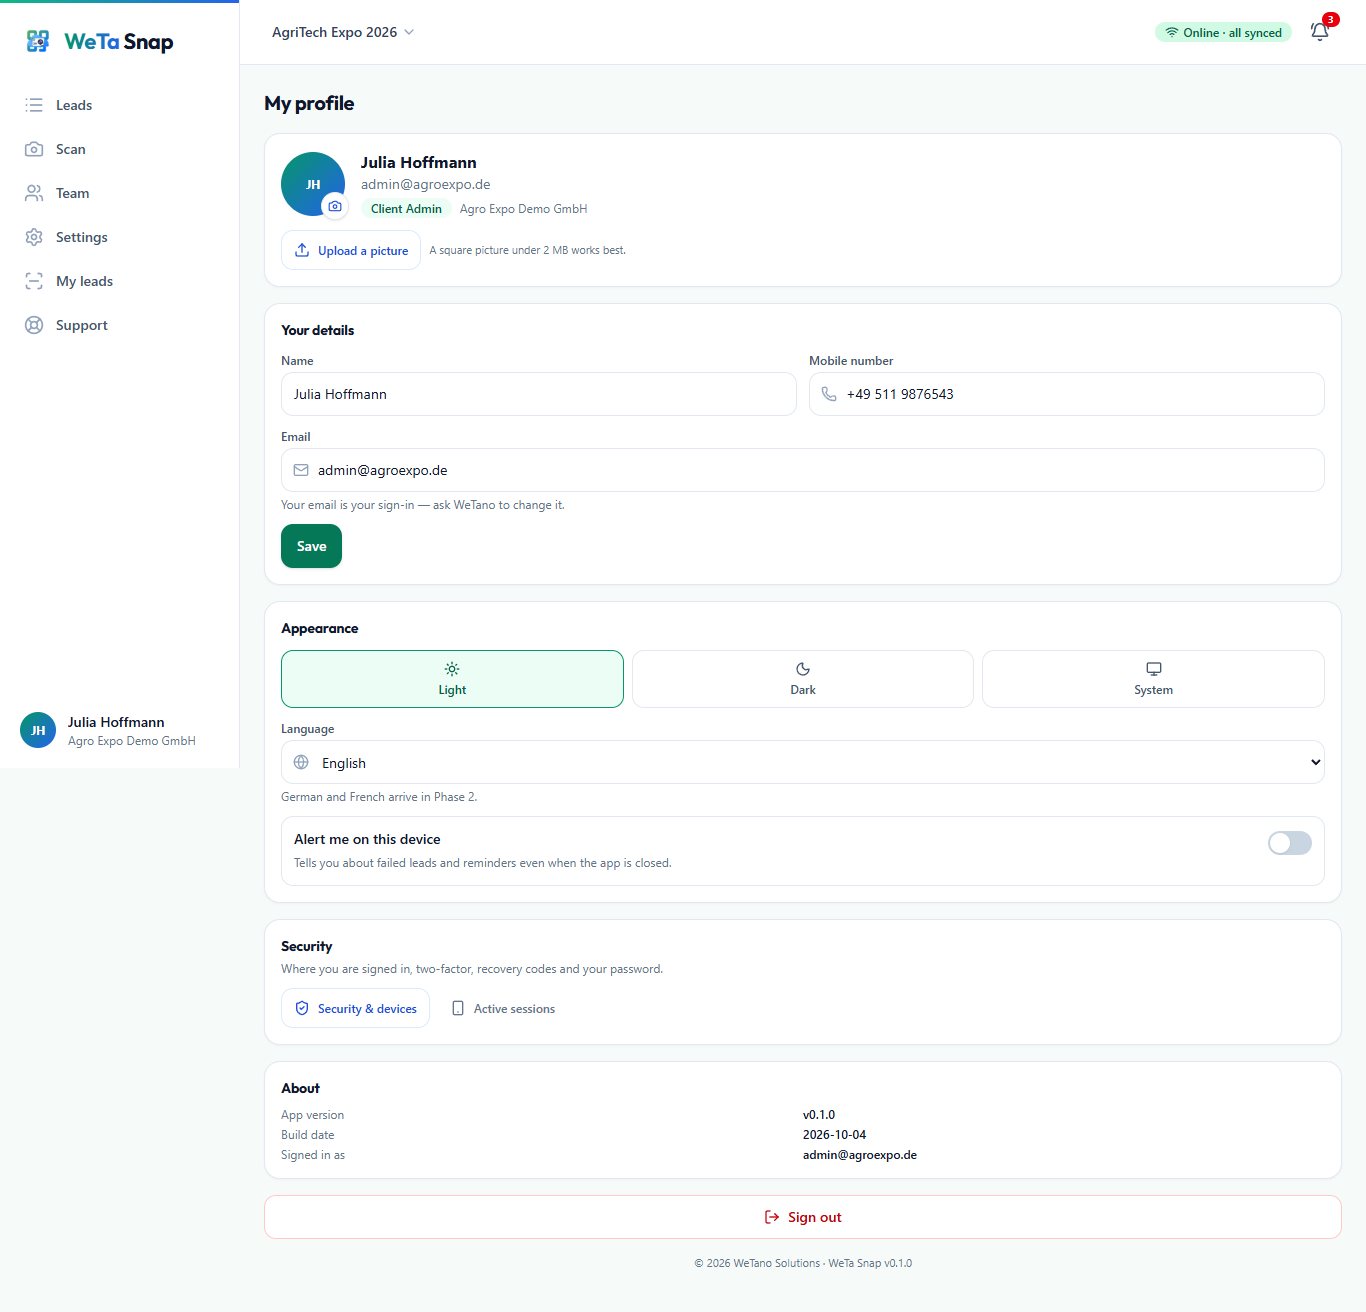 WeTa Snap
AgriTech Expo 2026
Online · all synced
3
Leads
Scan
Team
Settings
My leads
Support
Julia Hoffmann
Agro Expo Demo GmbH
JH
My profile
JH
Julia Hoffmann
admin@agroexpo.de
Client Admin Agro Expo Demo GmbH
Upload a picture A square picture under 2 MB works best.
Your details
Name
Julia Hoffmann
Mobile number
+49 511 9876543
Email
admin@agroexpo.de
Your email is your sign-in — ask WeTano to change it.
Save
Appearance
Light
Dark
System
Language
English
German and French arrive in Phase 2.
Alert me on this device
Tells you about failed leads and reminders even when the app is closed.
Security
Where you are signed in, two-factor, recovery codes and your password.
Security & devices Active sessions
About
App version v0.1.0
Build date 2026-10-04
Signed in as admin@agroexpo.de
Sign out
© 2026 WeTano Solutions · WeTa Snap v0.1.0